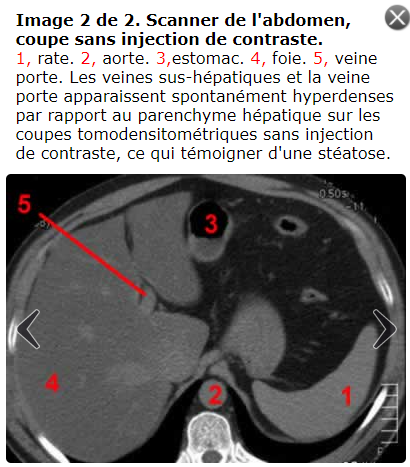 Image 2 de 2. Scanner de l'abdomen,
coupe sans injection de contraste.
1, rate. 2, aorte. 3,estomac. 4, foie. 5, veine
porte. Les veines sus-hépatiques et la veine
porte apparaissent spontanément hyperdenses
par rapport au parenchyme hépatique sur les
coupes tomodensitométriques sans injection
de contraste, ce qui témoigner d'une stéatose.
0.50s
5
3
4
2
1